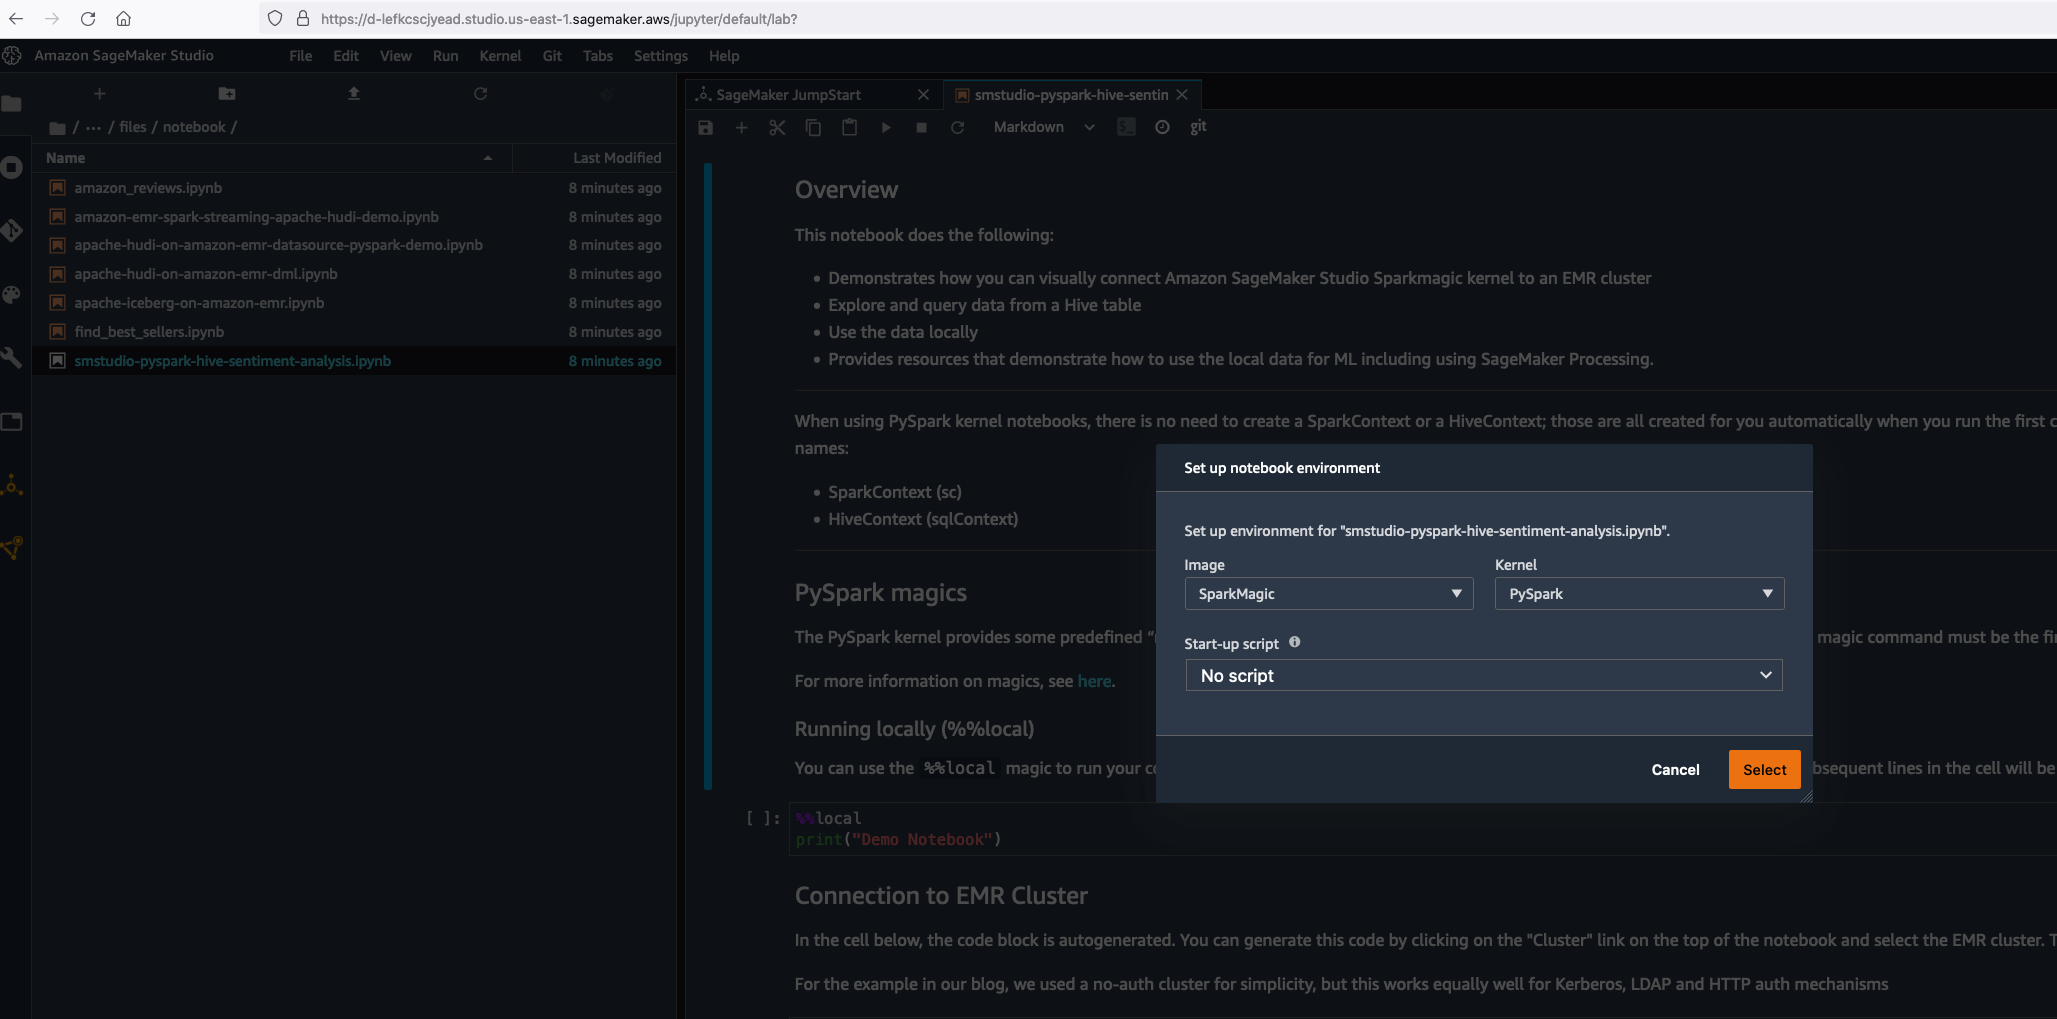 https://d-lefkcscjyead.studio.us-east-1.sagemaker.aws/jupyter/default/lab?
Amazon SageMaker Studio File Edit View Run Kernel Git Tabs Settings Help
/ ... / files / notebook /
Name Last Modified
amazon_reviews.ipynb 8 minutes ago
amazon-emr-spark-streaming-apache-hudi-demo.ipynb 8 minutes ago
apache-hudi-on-amazon-emr-datasource-pyspark-demo.ipynb 8 minutes ago
apache-hudi-on-amazon-emr-dml.ipynb 8 minutes ago
apache-iceberg-on-amazon-emr.ipynb 8 minutes ago
find_best_sellers.ipynb 8 minutes ago
smstudio-pyspark-hive-sentiment-analysis.ipynb 8 minutes ago
SageMaker JumpStart smstudio-pyspark-hive-sentin
Markdown git
Overview
This notebook does the following:
• Demonstrates how you can visually connect Amazon SageMaker Studio Sparkmagic kernel to an EMR cluster
• Explore and query data from a Hive table
• Use the data locally
• Provides resources that demonstrate how to use the local data for ML including using SageMaker Processing.
When using PySpark kernel notebooks, there is no need to create a SparkContext or a HiveContext; those are all created for you automatically when you run the first
names:
• SparkContext (sc)
• HiveContext (sqlContext)
PySpark magics
The PySpark kernel provides some predefined “ magic command must be the
For more information on magics, see here.
Running locally (%%local)
You can use the %%local magic to run your lines in the cell will be
[ ]: %%local
print("Demo Notebook")
Connection to EMR Cluster
In the cell below, the code block is autogenerated. You can generate this code by clicking on the "Cluster" link on the top of the notebook and select the EMR cluster.
For the example in our blog, we used a no-auth cluster for simplicity, but this works equally well for Kerberos, LDAP and HTTP auth mechanisms
Set up notebook environment
Set up environment for "smstudio-pyspark-hive-sentiment-analysis.ipynb".
Image Kernel
SparkMagic PySpark
Start-up script
No script
Cancel Select